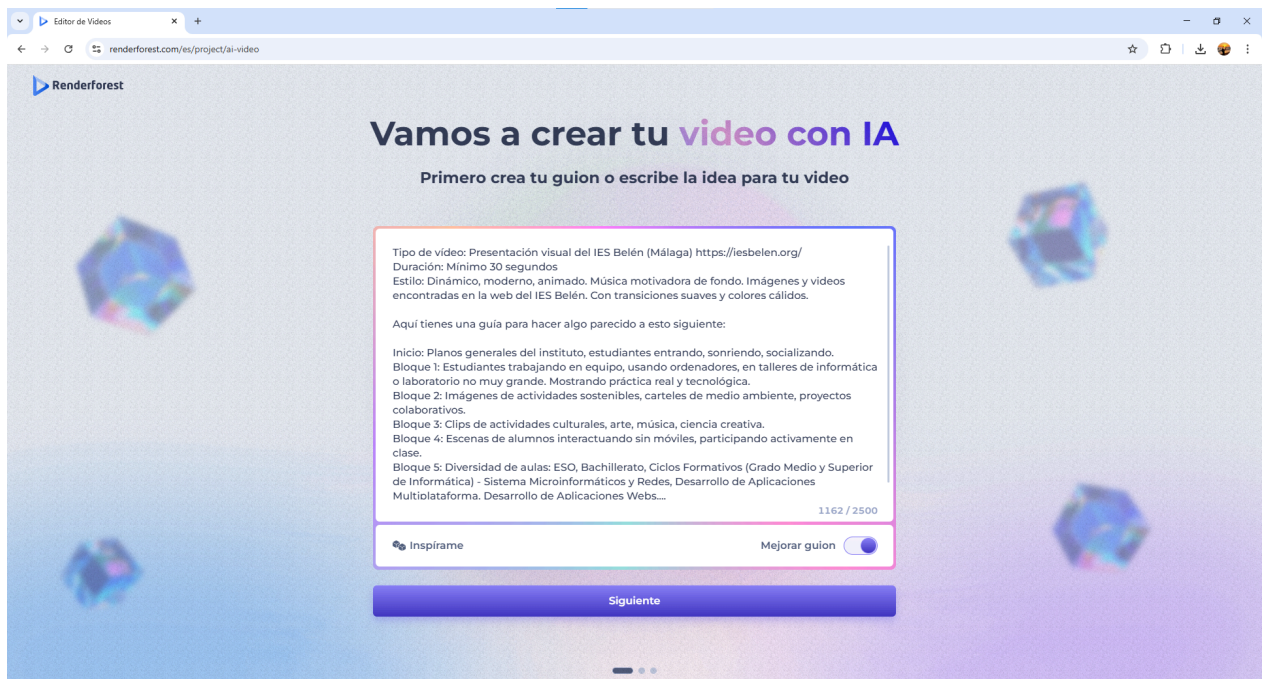 Editor de Videos
renderforest.com/es/project/ai-video
Renderforest
Vamos a crear tu video con IA
Primero crea tu guion o escribe la idea para tu video
Tipo de vídeo: Presentación visual del IES Belén (Málaga) https://iesbelen.org/
Duración: Mínimo 30 segundos
Estilo: Dinámico, moderno, animado. Música motivadora de fondo. Imágenes y videos
encontradas en la web del IES Belén. Con transiciones suaves y colores cálidos.
Aquí tienes una guía para hacer algo parecido a esto siguiente:
Inicio: Planos generales del instituto, estudiantes entrando, sonriendo, socializando.
Bloque 1: Estudiantes trabajando en equipo, usando ordenadores, en talleres de informática
o laboratorio no muy grande. Mostrando práctica real y tecnológica.
Bloque 2: Imágenes de actividades sostenibles, carteles de medio ambiente, proyectos
colaborativos.
Bloque 3: Clips de actividades culturales, arte, música, ciencia creativa.
Bloque 4: Escenas de alumnos interactuando sin móviles, participando activamente en
clase.
Bloque 5: Diversidad de aulas: ESO, Bachillerato, Ciclos Formativos (Grado Medio y Superior
de Informática) - Sistema Microinformáticos y Redes, Desarrollo de Aplicaciones
Multiplataforma. Desarrollo de Aplicaciones Webs....
1162 / 2500
Inspírame
Mejorar guion
Siguiente